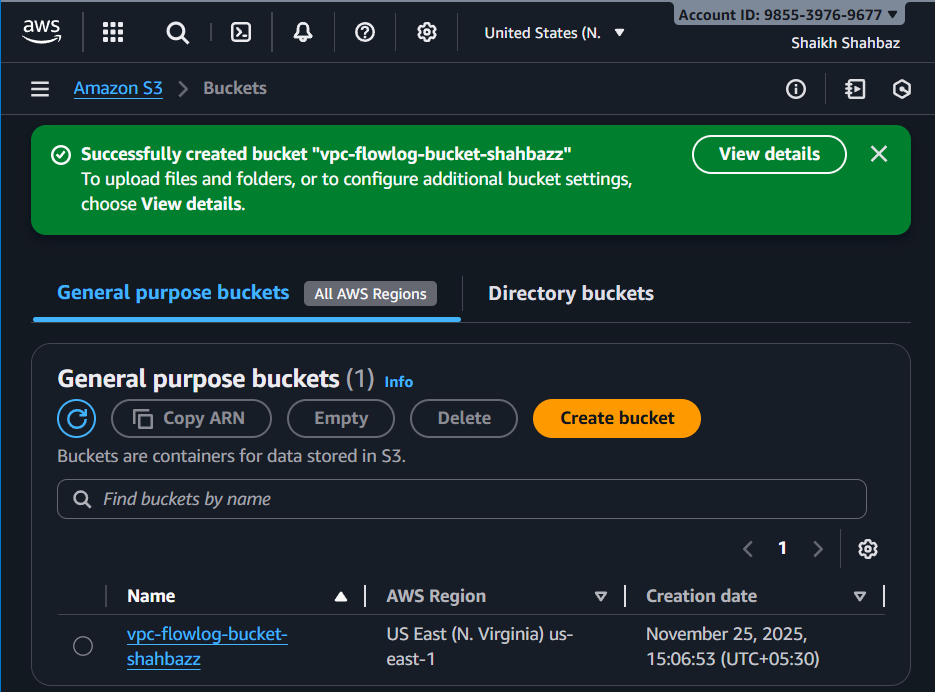 aws
United States (N.
Account ID: 9855-3976-9677
Shaikh Shahbaz
Amazon S3
Buckets
Successfully created bucket "vpc-flowlog-bucket-shahbazz"
To upload files and folders, or to configure additional bucket settings,
choose View details.
View details
General purpose buckets
All AWS Regions
Directory buckets
General purpose buckets (1) Info
Copy ARN
Empty
Delete
Create bucket
Buckets are containers for data stored in S3.
Find buckets by name
1
Name
AWS Region
Creation date
vpc-flowlog-bucket-
shahbazz
US East (N. Virginia) us-
east-1
November 25, 2025,
15:06:53 (UTC+05:30)